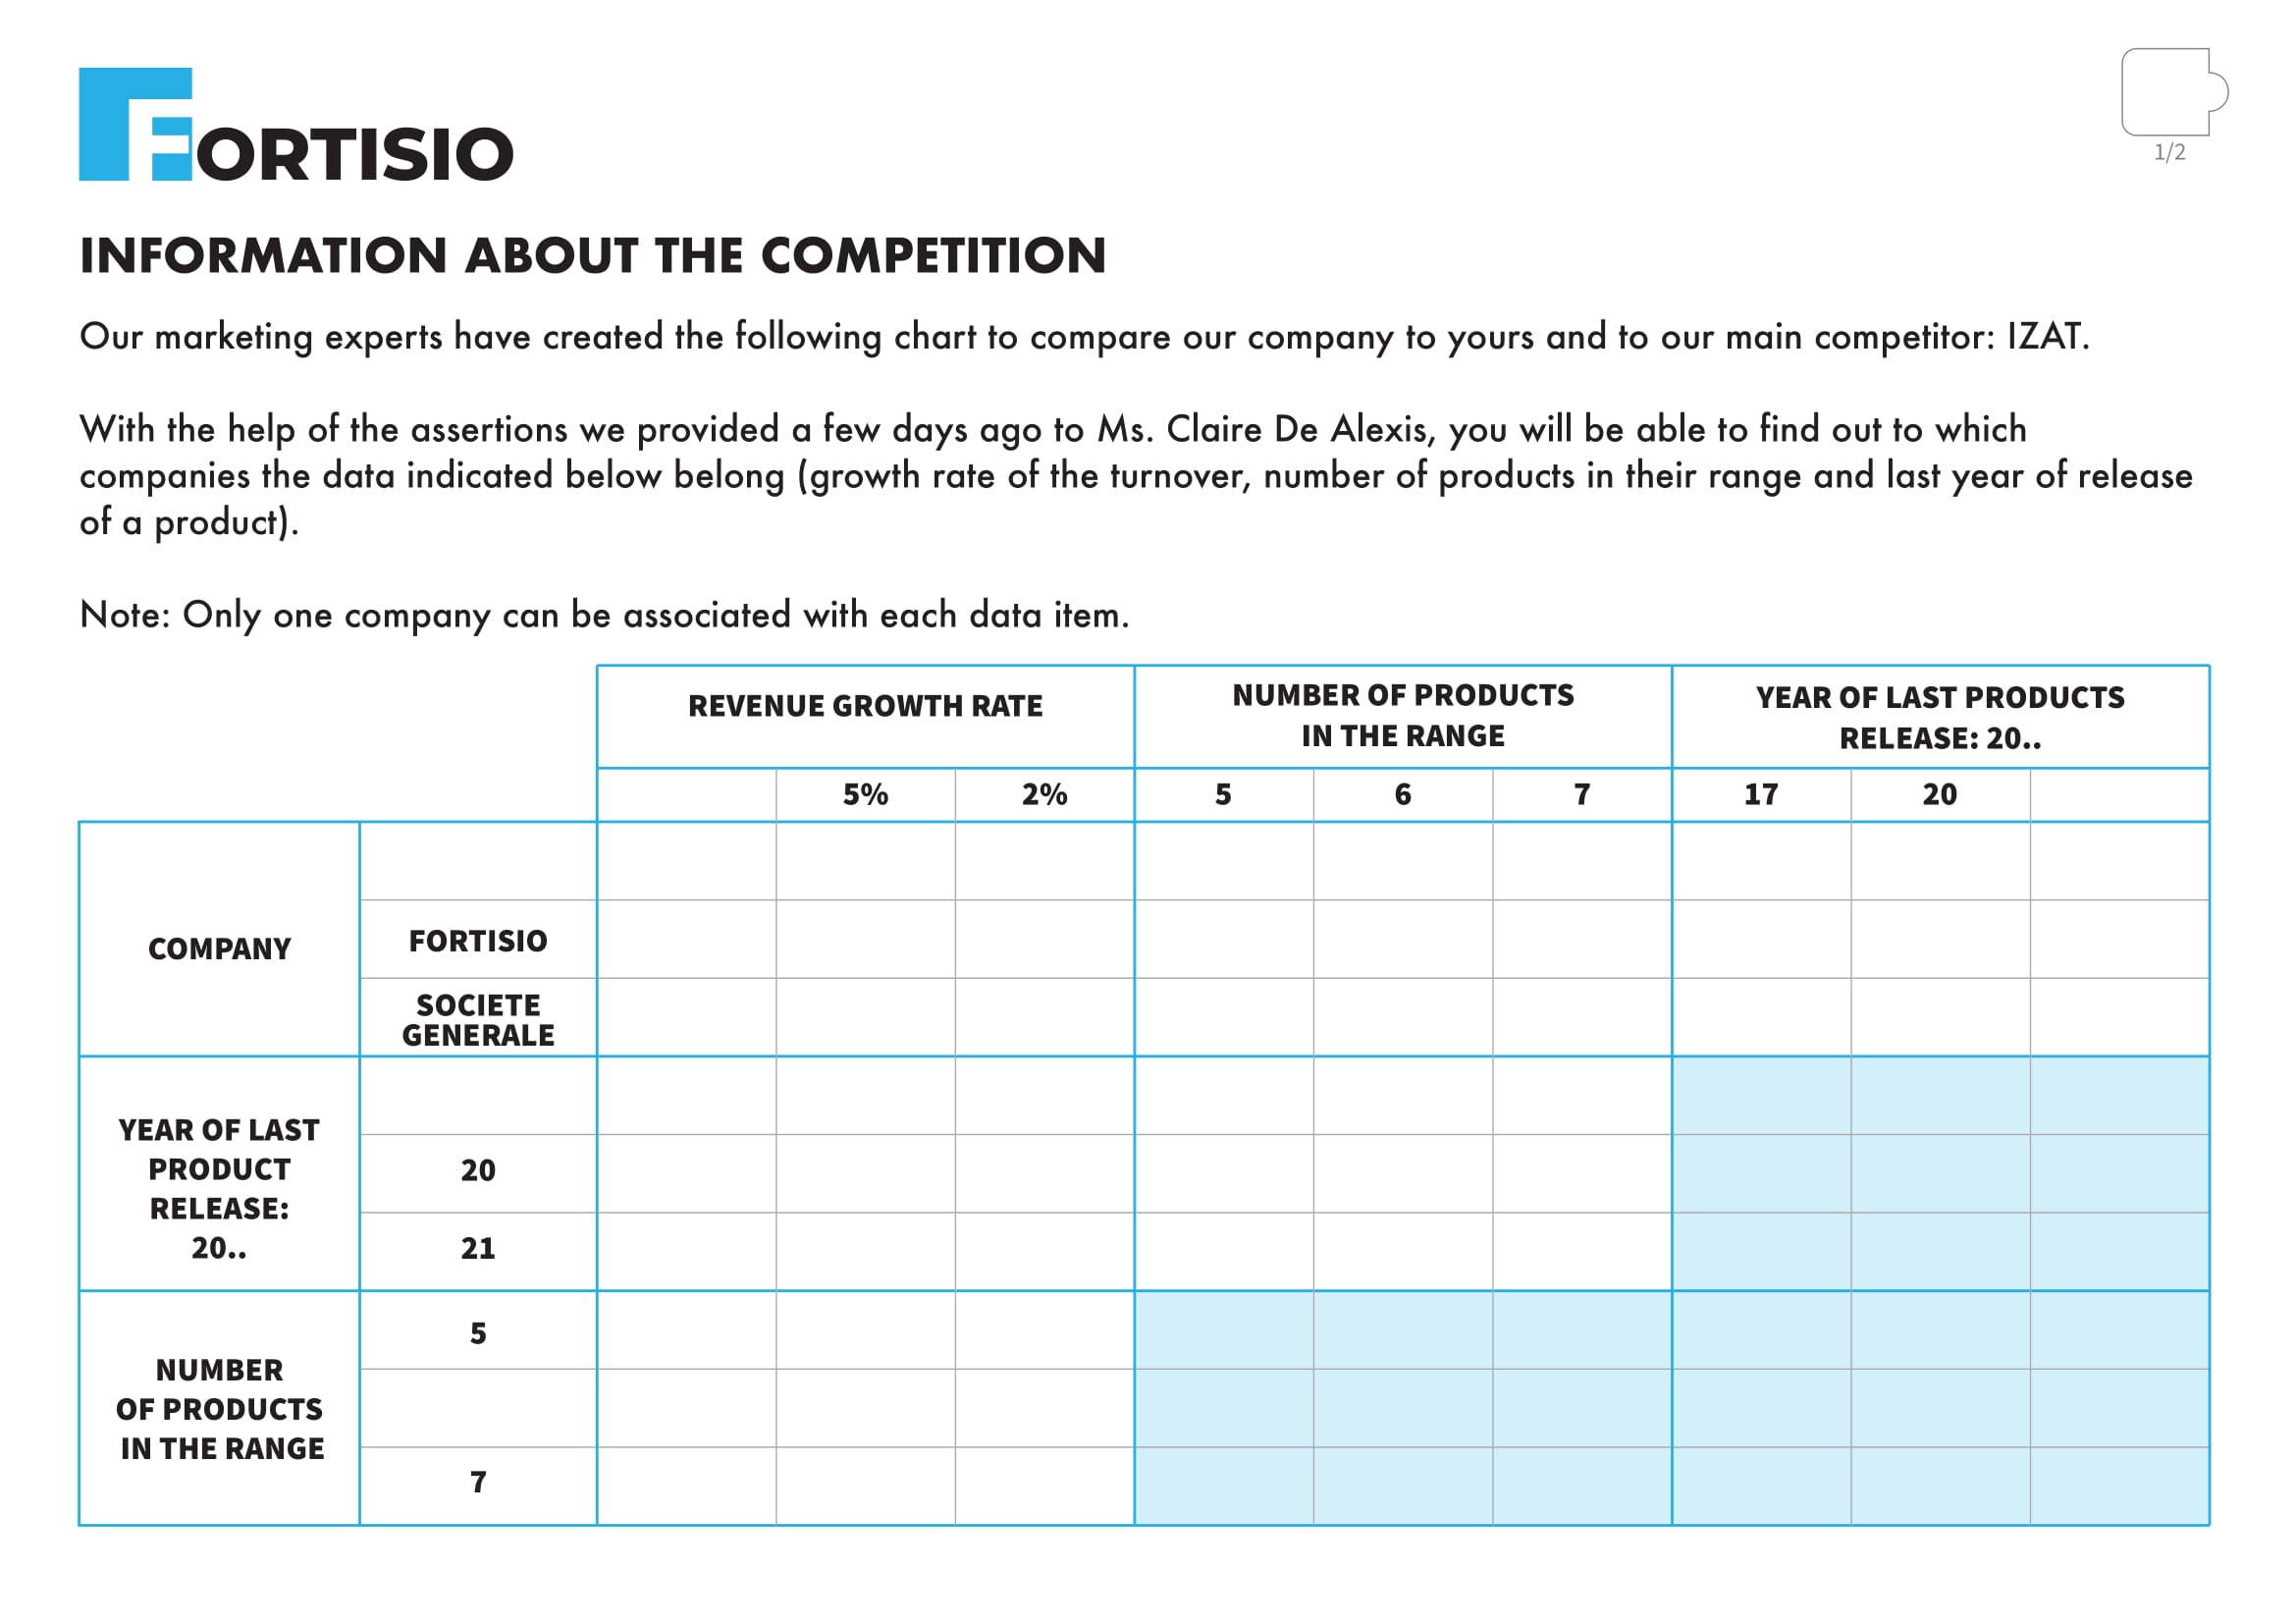 FORTISIO
1/2
INFORMATION ABOUT THE COMPETITION
Our marketing experts have created the following chart to compare our company to yours and to our main competitor: IZAT.
With the help of the assertions we provided a few days ago to Ms. Claire De Alexis, you will be able to find out to which
companies the data indicated below belong (growth rate of the turnover, number of products in their range and last year of release
of a product).
Note: Only one company can be associated with each data item.
REVENUE GROWTH RATE
NUMBER OF PRODUCTS
IN THE RANGE
YEAR OF LAST PRODUCTS
RELEASE: 20..
5% 2% 5 6 7 17 20
COMPANY
FORTISIO
SOCIETE
GENERALE
YEAR OF LAST
PRODUCT
RELEASE:
20..
20
21
NUMBER
OF PRODUCTS
IN THE RANGE
5
7